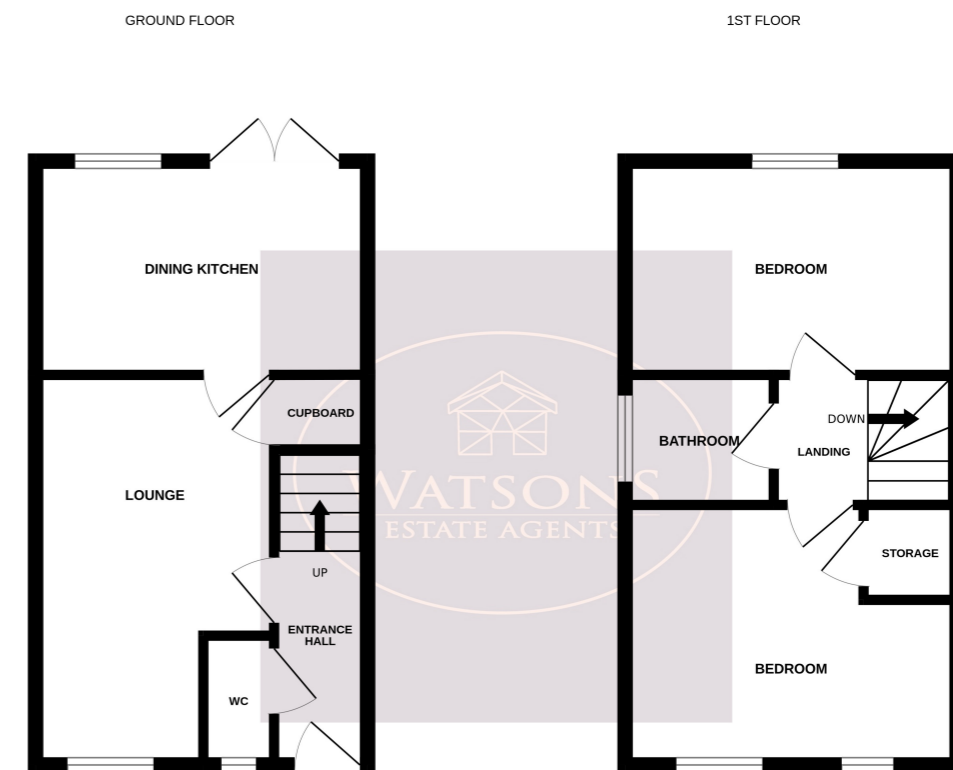 GROUND FLOOR
1ST FLOOR
DINING KITCHEN
CUPBOARD
LOUNGE
UP
ENTRANCE
HALL
WC
BEDROOM
BATHROOM
DOWN
LANDING
STORAGE
BEDROOM
WATSONS
ESTATE AGENTS